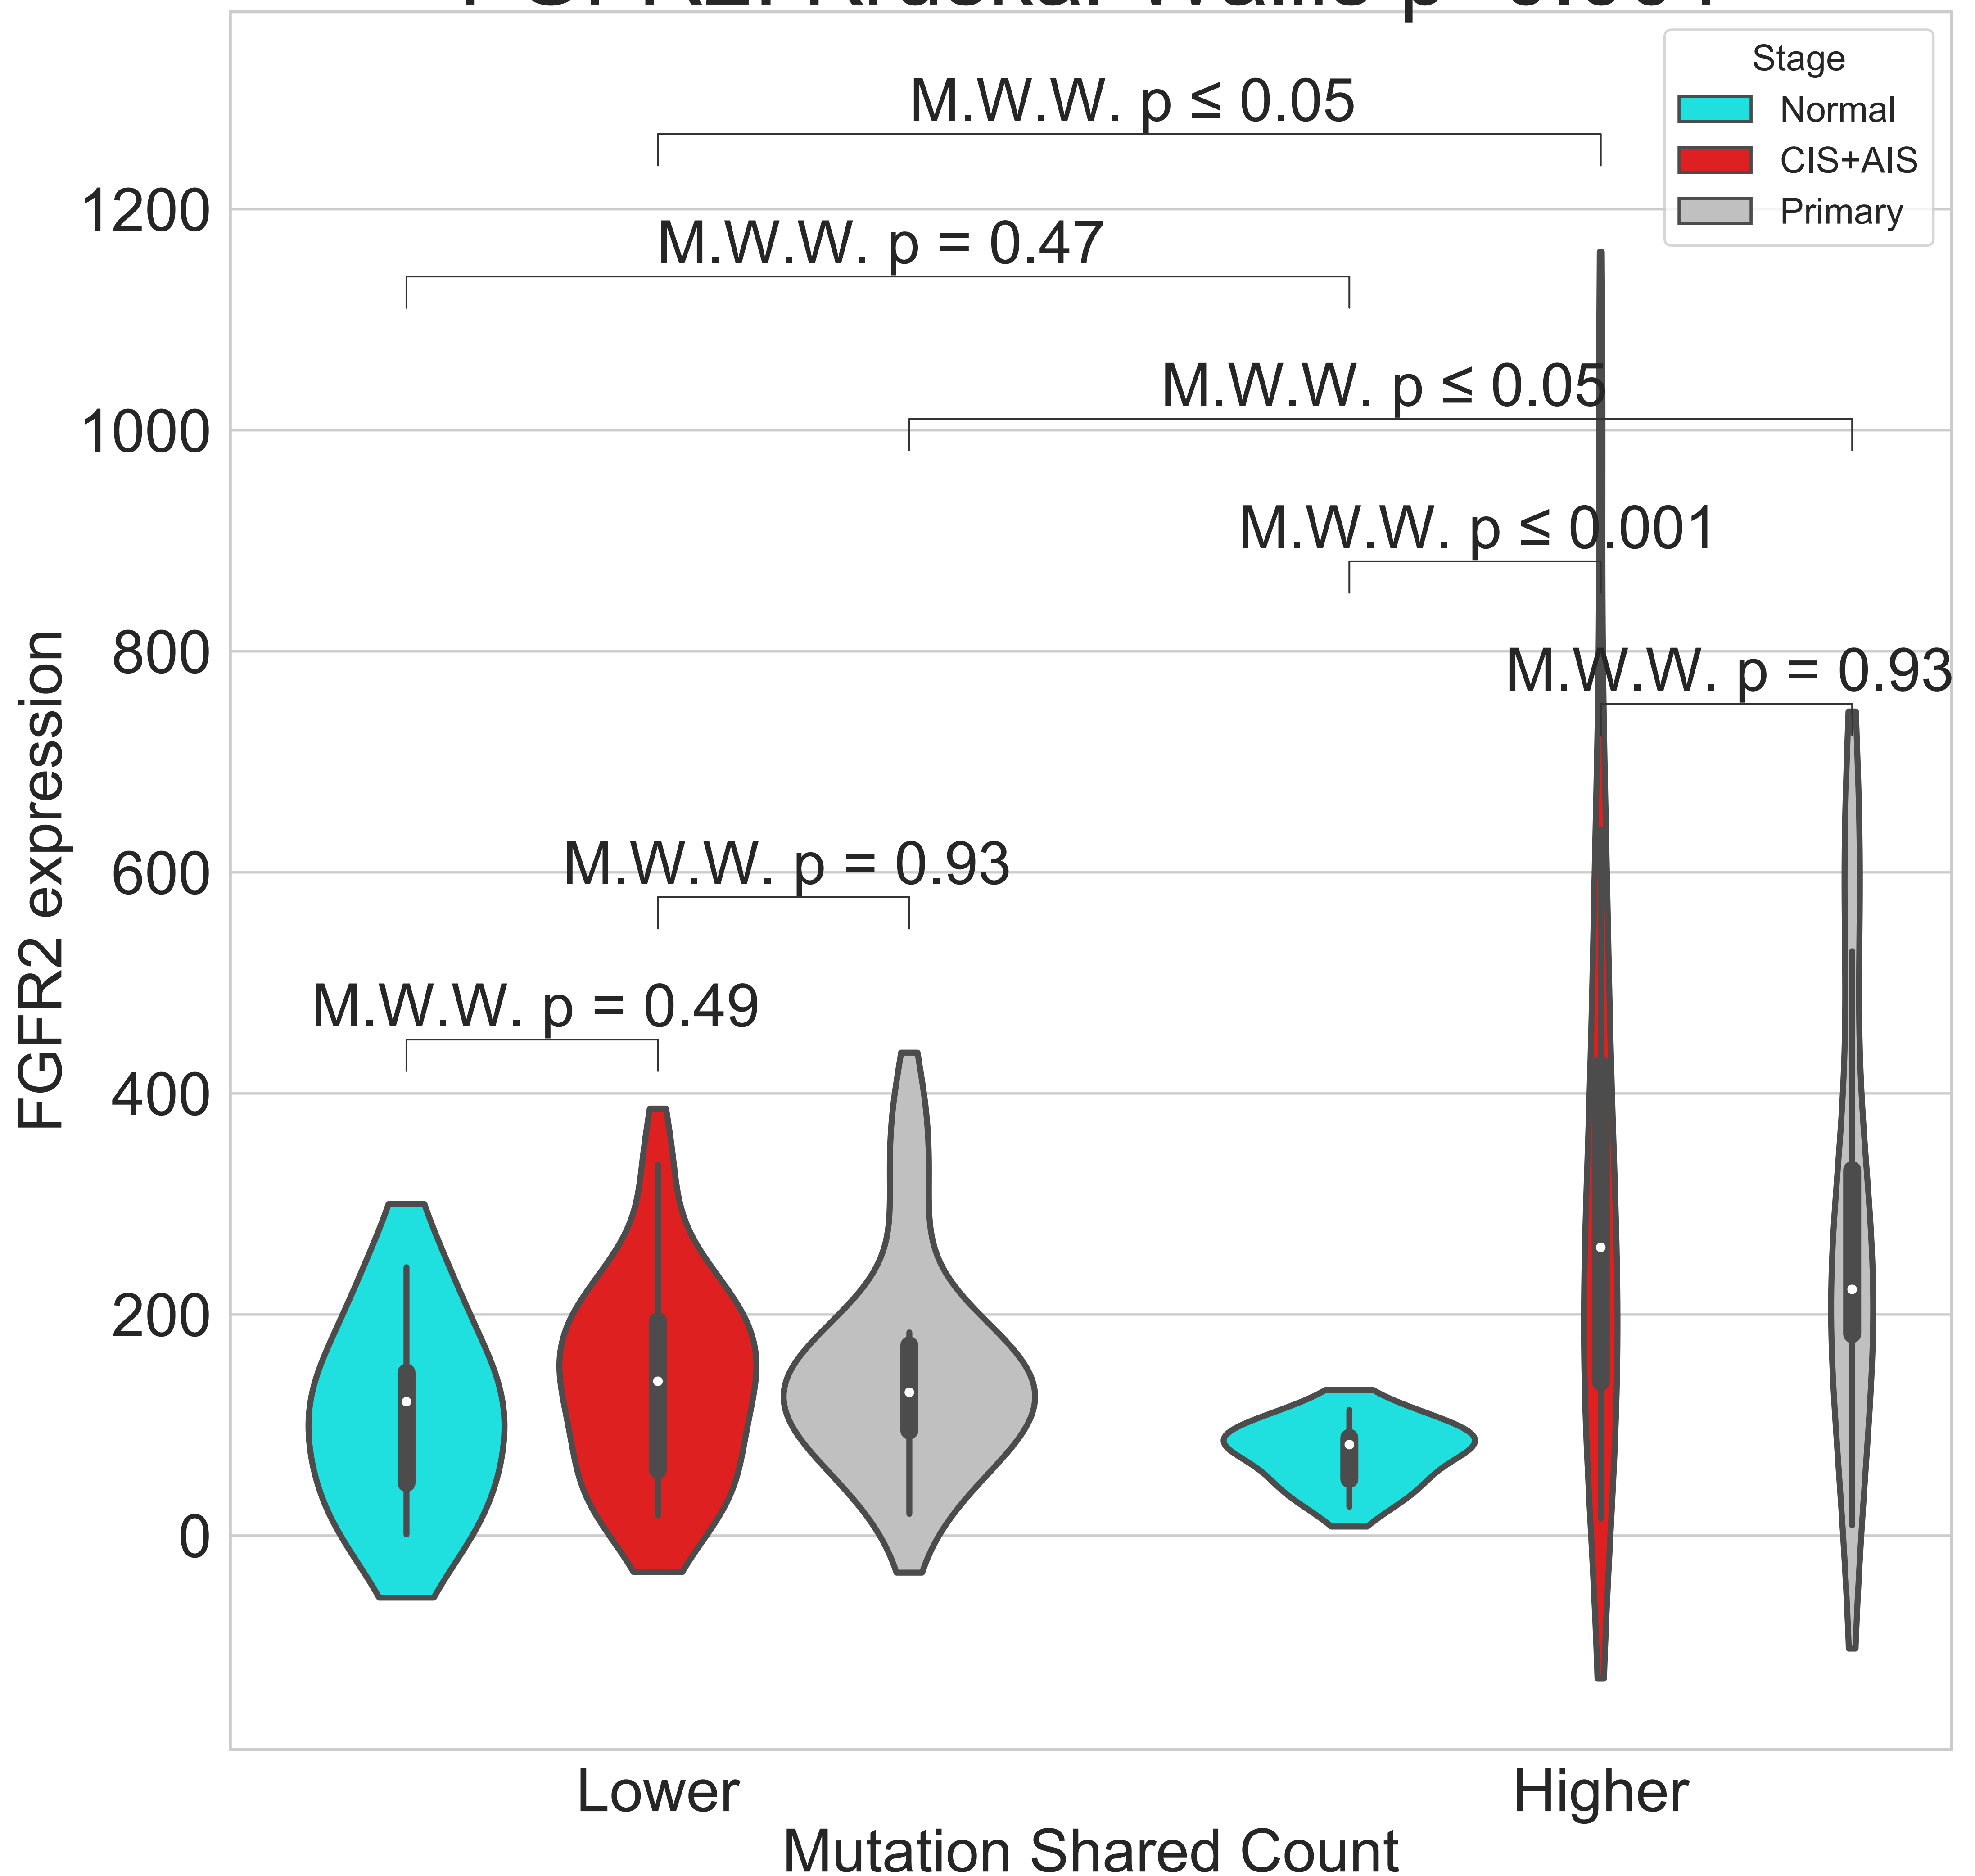 Stage
Normal
CIS+AIS
Primary
M.W.W. p ≤ 0.05
M.W.W. p = 0.47
M.W.W. p ≤ 0.05
M.W.W. p ≤ 0.001
M.W.W. p = 0.93
M.W.W. p = 0.93
M.W.W. p = 0.49
1200
1000
800
600
400
200
0
FGFR2 expression
Lower
Higher
Mutation Shared Count